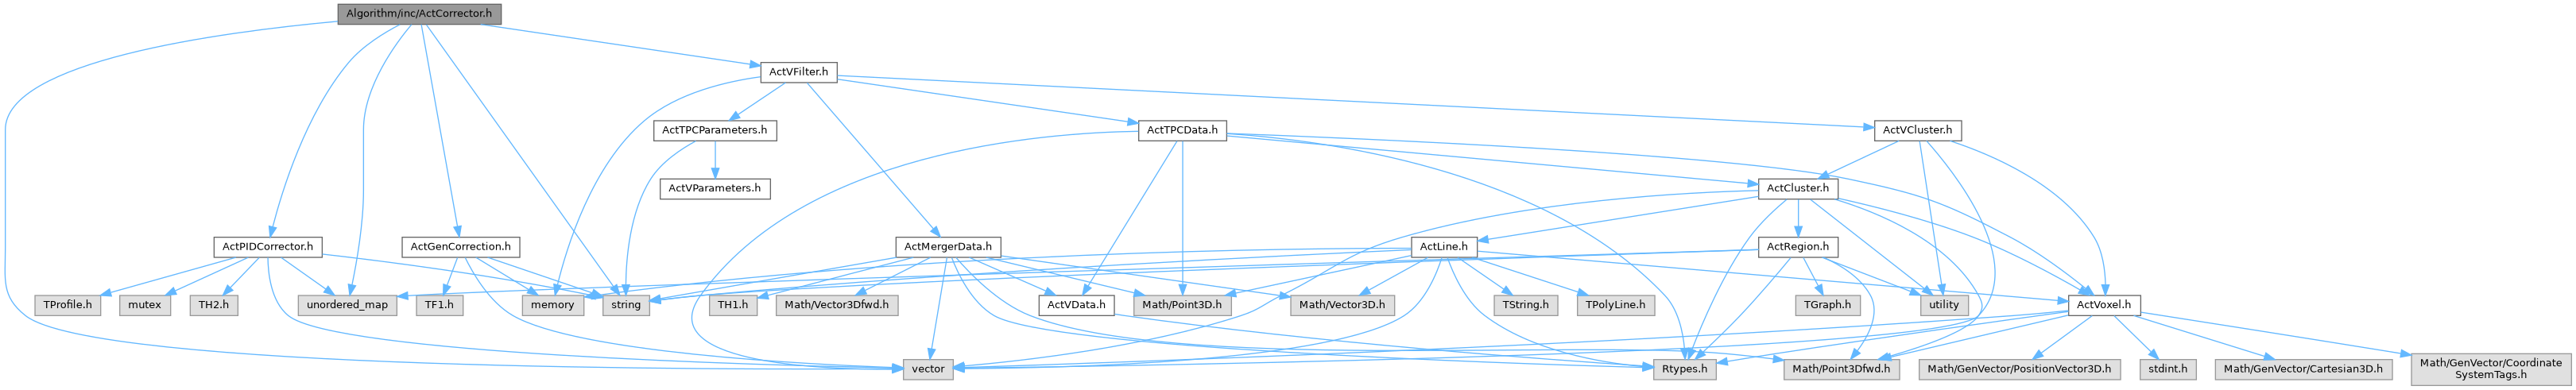 Algorithm/inc/ActCorrector.h
ActVFilter.h
ActTPCParameters.h
ActTPCData.h
ActVCluster.h
ActVParameters.h
ActCluster.h
ActPIDCorrector.h
ActGenCorrection.h
ActMergerData.h
ActLine.h
ActRegion.h
TProfile.h
mutex
TH2.h
unordered_map
TF1.h
memory
string
TH1.h
Math/Vector3Dfwd.h
ActVData.h
Math/Point3D.h
Math/Vector3D.h
TString.h
TPolyLine.h
TGraph.h
utility
ActVoxel.h
vector
Rtypes.h
Math/Point3Dfwd.h
Math/GenVector/PositionVector3D.h
stdint.h
Math/GenVector/Cartesian3D.h
Math/GenVector/Coordinate
SystemTags.h